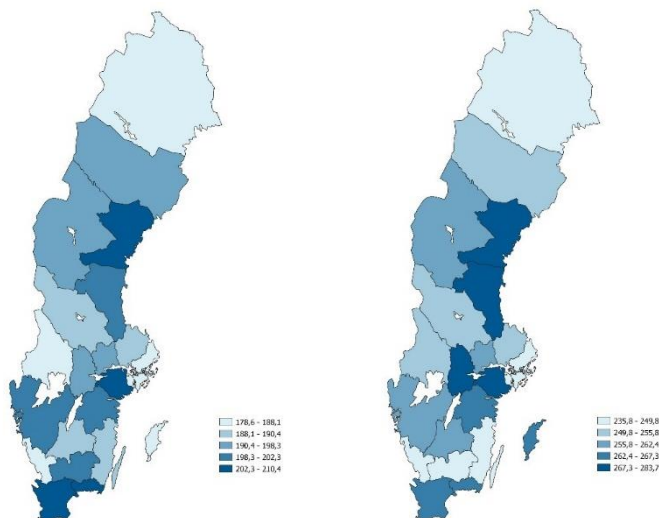 178,6 - 188,1
188,1 - 190,4
190,4 - 198,3
198,3 - 202,3
202,3 - 210,4
235,8 - 249,8
249,8 - 255,8
255,8 - 262,4
262,4 - 267,3
267,3 - 283,7